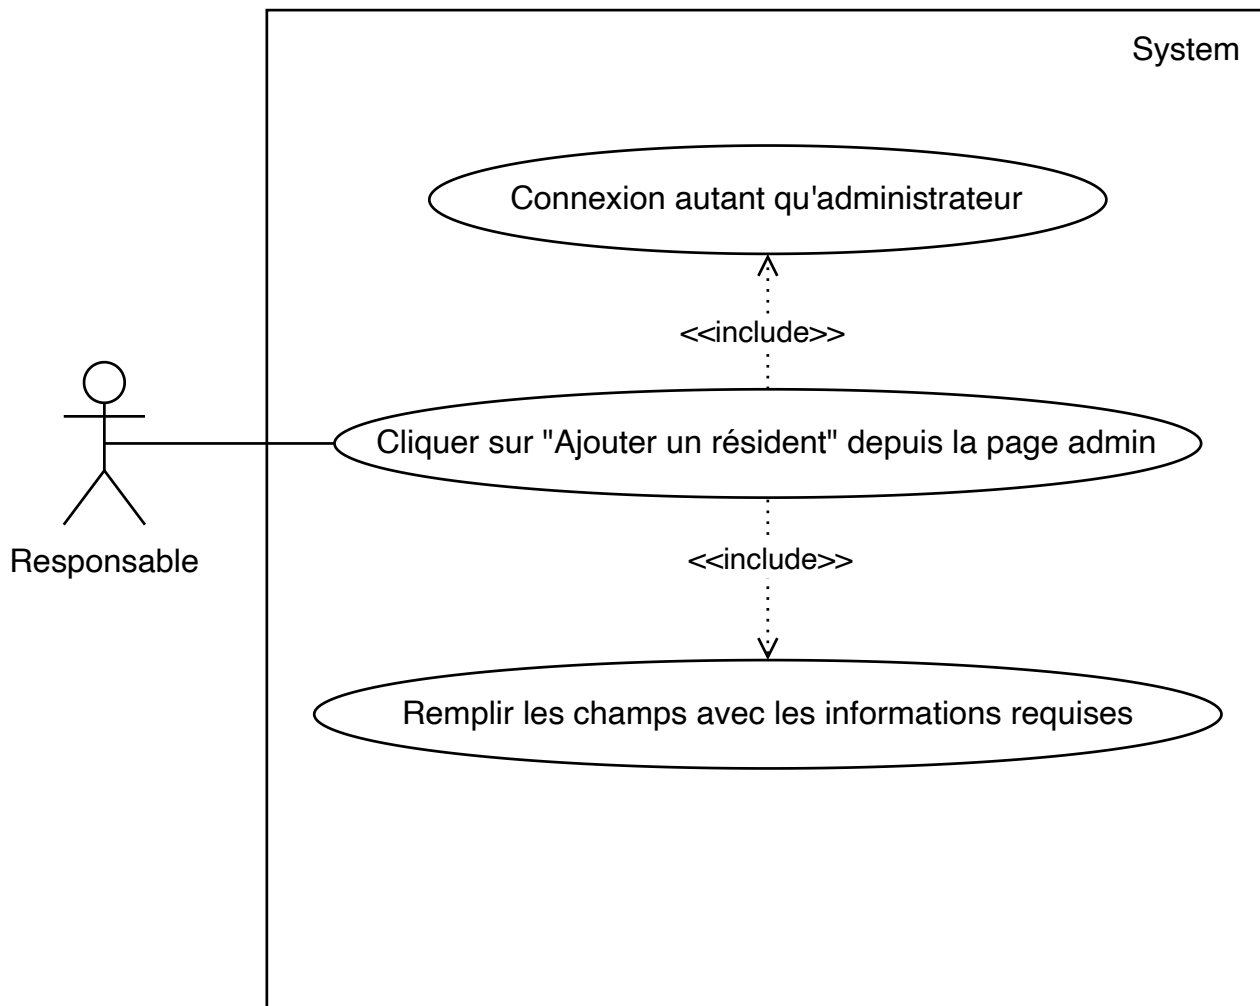 System
Connexion autant qu'administrateur
<<include>>
Cliquer sur "Ajouter un résident" depuis la page admin
<<include>>
Responsable
Remplir les champs avec les informations requises